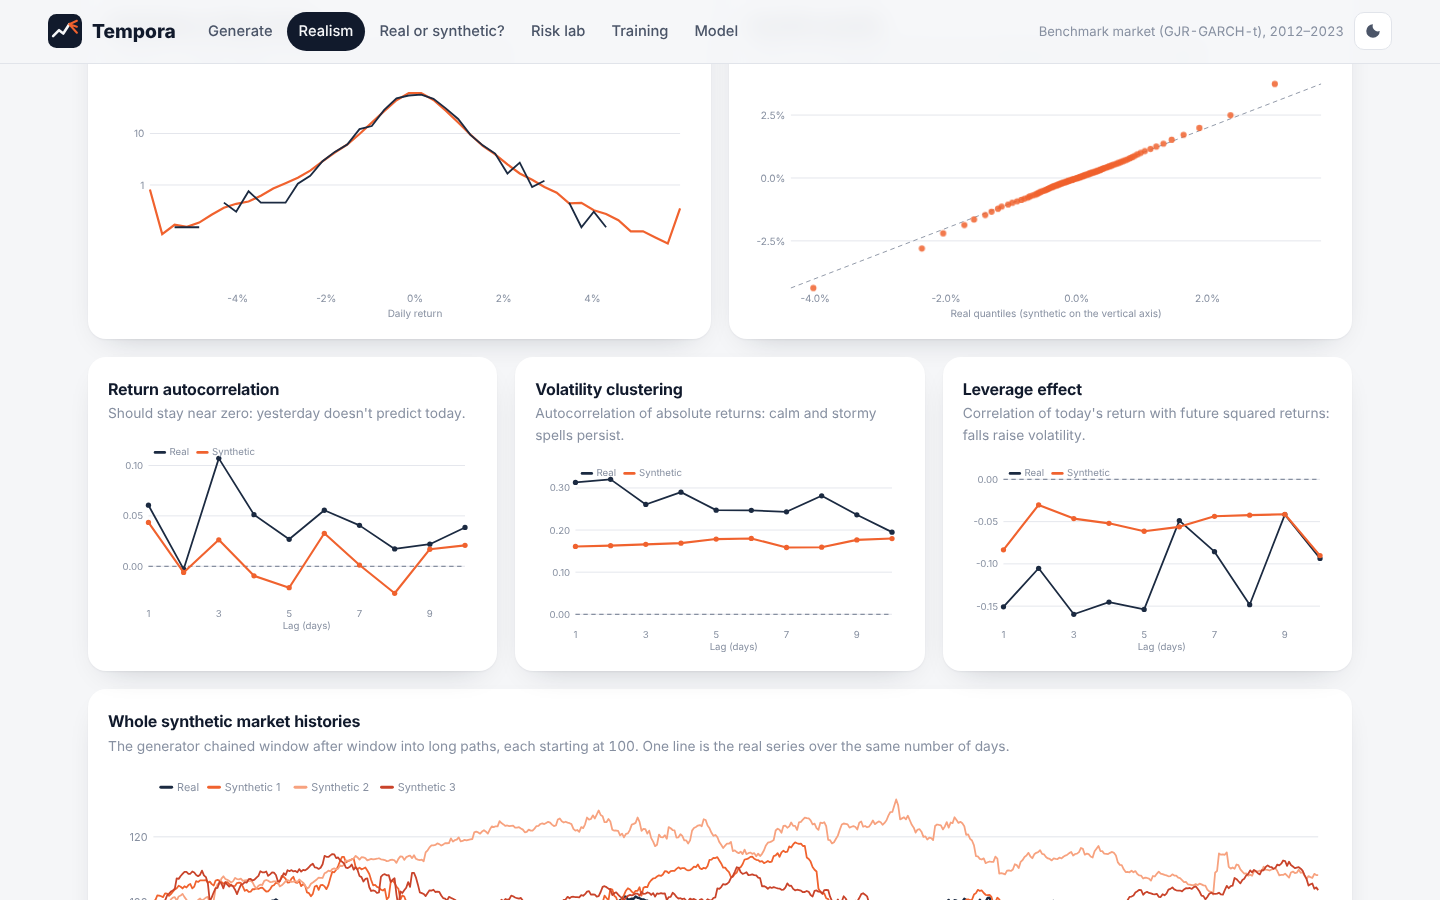 Tempora
Generate
Realism
Real or synthetic?
Risk lab
Training
Model
Benchmark market (GJR-GARCH-t), 2012–2023
10
1
-4%
-2%
0%
2%
4%
Daily return
2.5%
0.0%
-2.5%
-4.0%
-2.0%
0.0%
2.0%
Real quantiles (synthetic on the vertical axis)
Return autocorrelation
Should stay near zero: yesterday doesn't predict today.
Real
Synthetic
0.10
0.05
0.00
1
3
5
7
9
Lag (days)
Volatility clustering
Autocorrelation of absolute returns: calm and stormy
spells persist.
Real
Synthetic
0.30
0.20
0.10
0.00
1
3
5
7
9
Lag (days)
Leverage effect
Correlation of today's return with future squared returns:
falls raise volatility.
Real
Synthetic
0.00
-0.05
-0.10
-0.15
1
3
5
7
9
Lag (days)
Whole synthetic market histories
The generator chained window after window into long paths, each starting at 100. One line is the real series over the same number of days.
Real
Synthetic 1
Synthetic 2
Synthetic 3
120